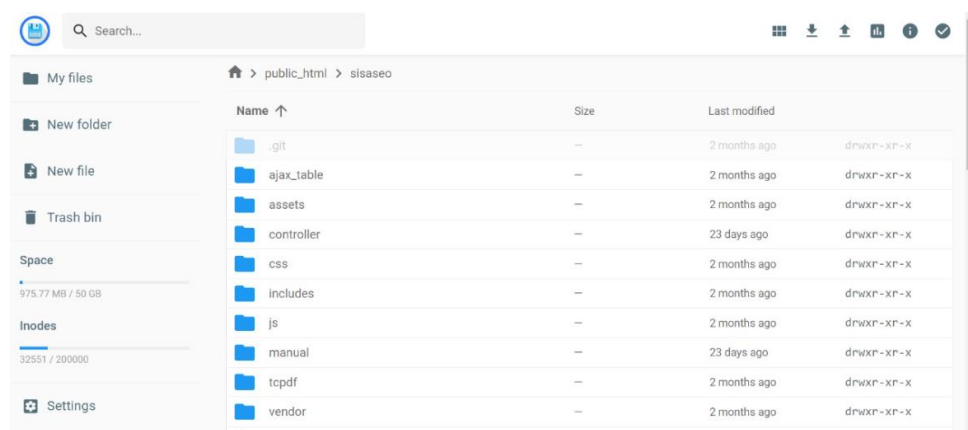 Search...
My files
New folder
New file
Trash bin
Space
975.77 MB / 50 GB
Inodes
32551 / 200000
Settings
public_html > sisaseo
Name Size Last modified
.git — 2 months ago drwxr-xr-x
ajax_table — 2 months ago drwxr-xr-x
assets — 2 months ago drwxr-xr-x
controller — 23 days ago drwxr-xr-x
css — 2 months ago drwxr-xr-x
includes — 2 months ago drwxr-xr-x
js — 2 months ago drwxr-xr-x
manual — 23 days ago drwxr-xr-x
tcpdf — 2 months ago drwxr-xr-x
vendor — 2 months ago drwxr-xr-x